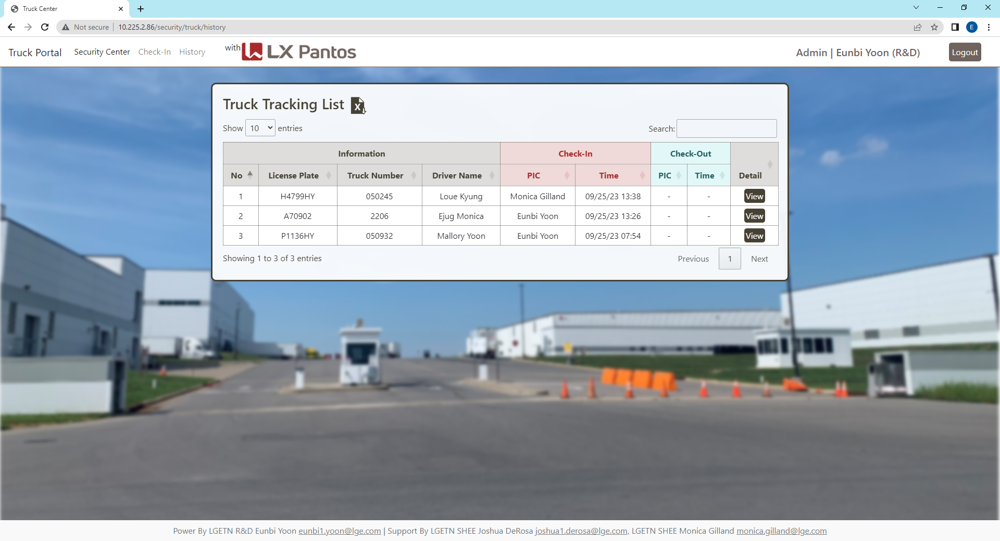 Truck Center
Not secure 10.225.2.86/security/truck/history
E
Truck Portal Security Center Check-In History with LX Pantos Admin | Eunbi Yoon (R&D) Logout
Truck Tracking List
Show 10 entries Search:
Information Check-In Check-Out
No License Plate Truck Number Driver Name PIC Time PIC Time Detail
1 H4799HY 050245 Loue Kyung Monica Gilland 09/25/23 13:38 - - View
2 A70902 2206 Ejug Monica Eunbi Yoon 09/25/23 13:26 - - View
3 P1136HY 050932 Mallory Yoon Eunbi Yoon 09/25/23 07:54 - - View
Showing 1 to 3 of 3 entries Previous 1 Next
Power By LGETN R&D Eunbi Yoon eunbi1.yoon@lge.com | Support By LGETN SHEE Joshua DeRosa joshua1.derosa@lge.com, LGETN SHEE Monica Gilland monica.gilland@lge.com